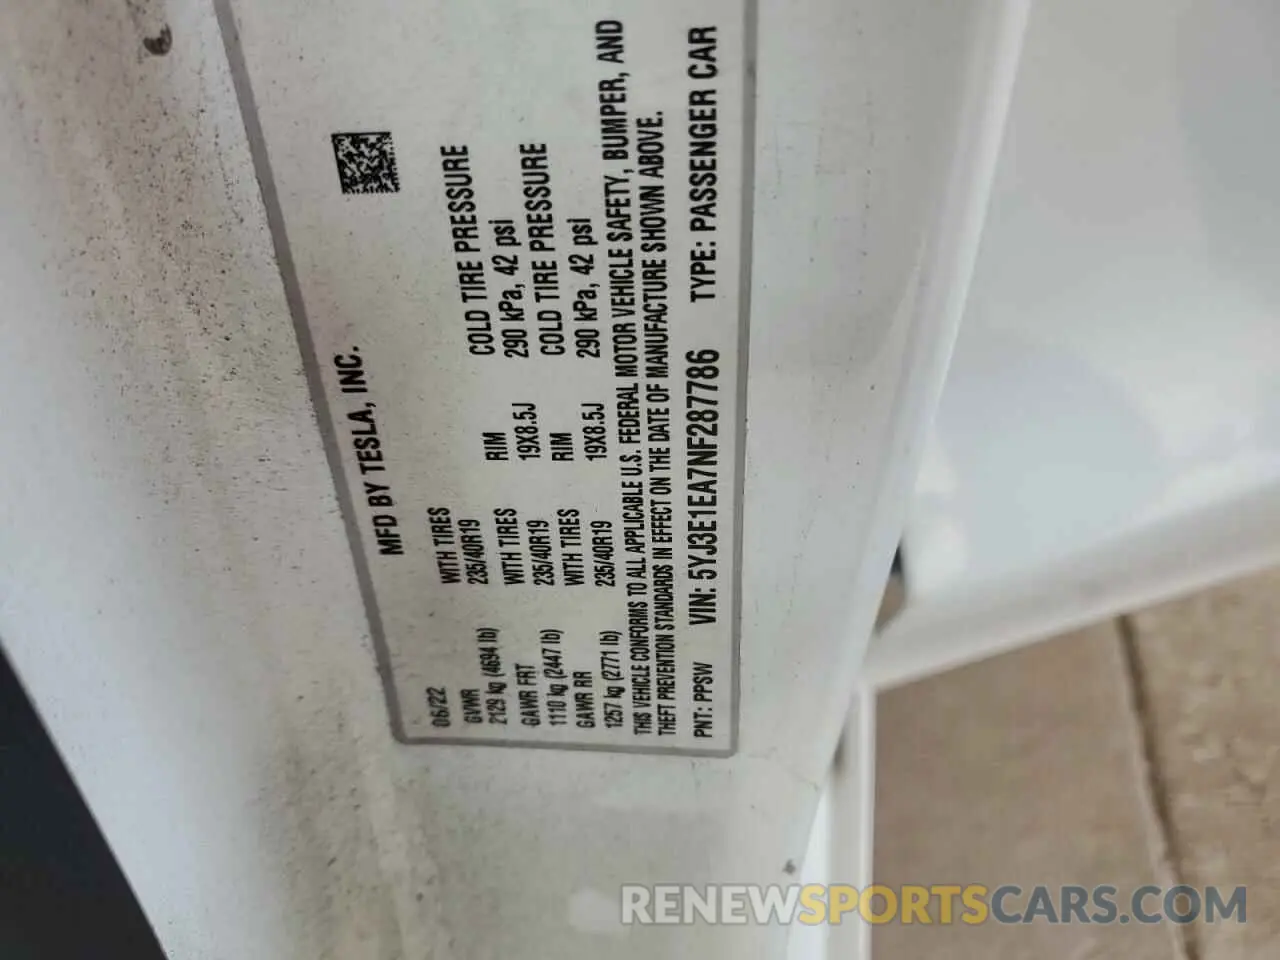 MFD BY TESLA, INC.
06/22
GVWR WITH TIRES RIM COLD TIRE PRESSURE
2129 kg (4694 lb) 235/40R19 19X8.5J 290 kPa, 42 psi
GAWR FRT WITH TIRES RIM COLD TIRE PRESSURE
1110 kg (2447 lb) 235/40R19 19X8.5J 290 kPa, 42 psi
GAWR RR WITH TIRES
1257 kg (2771 lb) 235/40R19
THIS VEHICLE CONFORMS TO ALL APPLICABLE U.S. FEDERAL MOTOR VEHICLE SAFETY, BUMPER, AND
THEFT PREVENTION STANDARDS IN EFFECT ON THE DATE OF MANUFACTURE SHOWN ABOVE.
PNT: PPSW VIN: 5YJ3E1EA7NF287786 TYPE: PASSENGER CAR
RENEWSPORTSCARS.COM